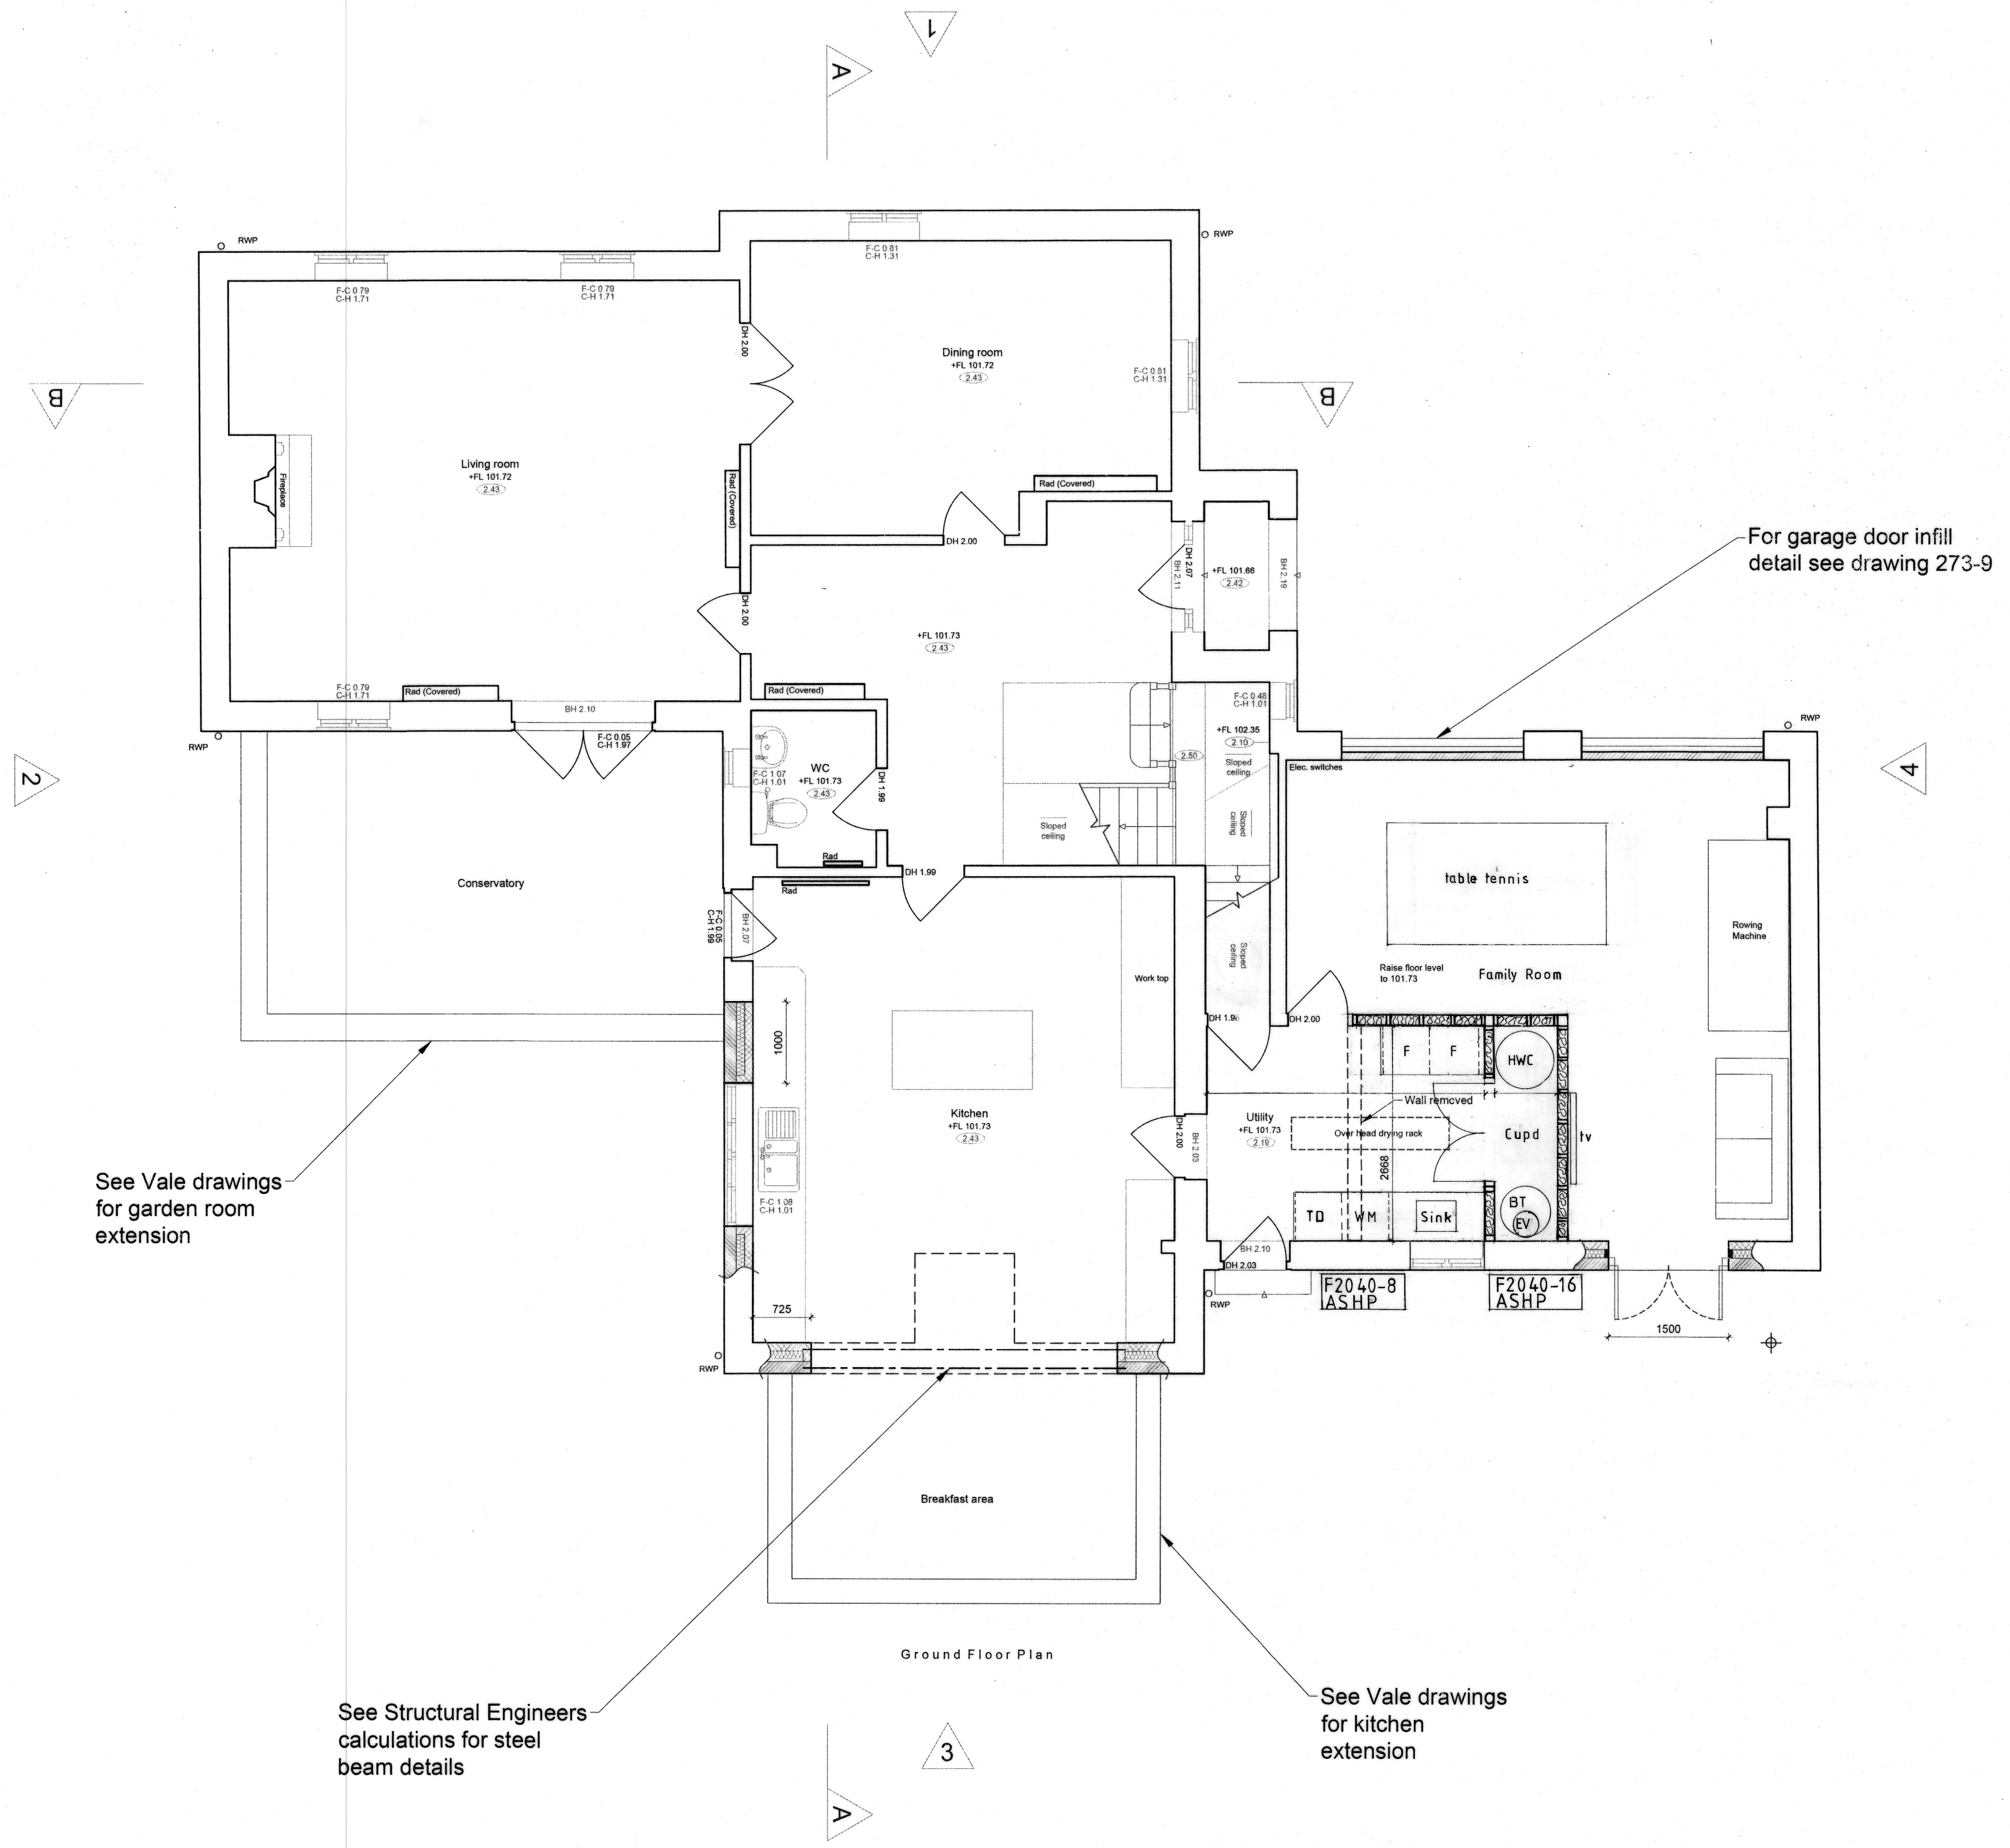 1
A
RWP
RWP
F-C 0.81
C-H 1.31
F-C 0.79
C-H 1.71
F-C 0.79
C-H 1.71
DH 2.00
Dining room
+FL 101.72
2.43
F-C 0.81
C-H 1.31
B
B
Living room
+FL 101.72
2.43
Fireplace
Rad (Covered)
Rad (Covered)
DH 2.00
For garage door infill
detail see drawing 273-9
DH 2.07
BH 2.11
+FL 101.66
2.42
BH 2.19
DH 2.00
+FL 101.73
2.43
F-C 0.79
C-H 1.71
Rad (Covered)
Rad (Covered)
BH 2.10
F-C 0.05
C-H 1.97
RWP
F-C 0.48
C-H 1.01
+FL 102.35
2.10
2.50
Sloped
ceiling
RWP
2
4
WC
+FL 101.73
2.43
F-C 1.07
C-H 1.01
DH 1.99
Elec. switches
Sloped
ceiling
Sloped
ceiling
Rad
Rad
DH 1.99
Conservatory
table tennis
Rowing
Machine
F-C 0.05
C-H 1.99
BH 2.07
Sloped
ceiling
Work top
Raise floor level
to 101.73
Family Room
1000
DH 1.96
DH 2.00
F
F
HWC
Wall removed
Kitchen
+FL 101.73
2.43
Utility
+FL 101.73
2.19
Over head drying rack
Cupd
tv
DH 2.00
BH 2.03
2668
See Vale drawings
for garden room
extension
F-C 1.08
C-H 1.01
TD
WM
Sink
BT
EV
BH 2.10
DH 2.03
RWP
F2040-8
ASHP
F2040-16
ASHP
725
1500
RWP
Breakfast area
Ground Floor Plan
See Structural Engineers
calculations for steel
beam details
See Vale drawings
for kitchen
extension
3
A